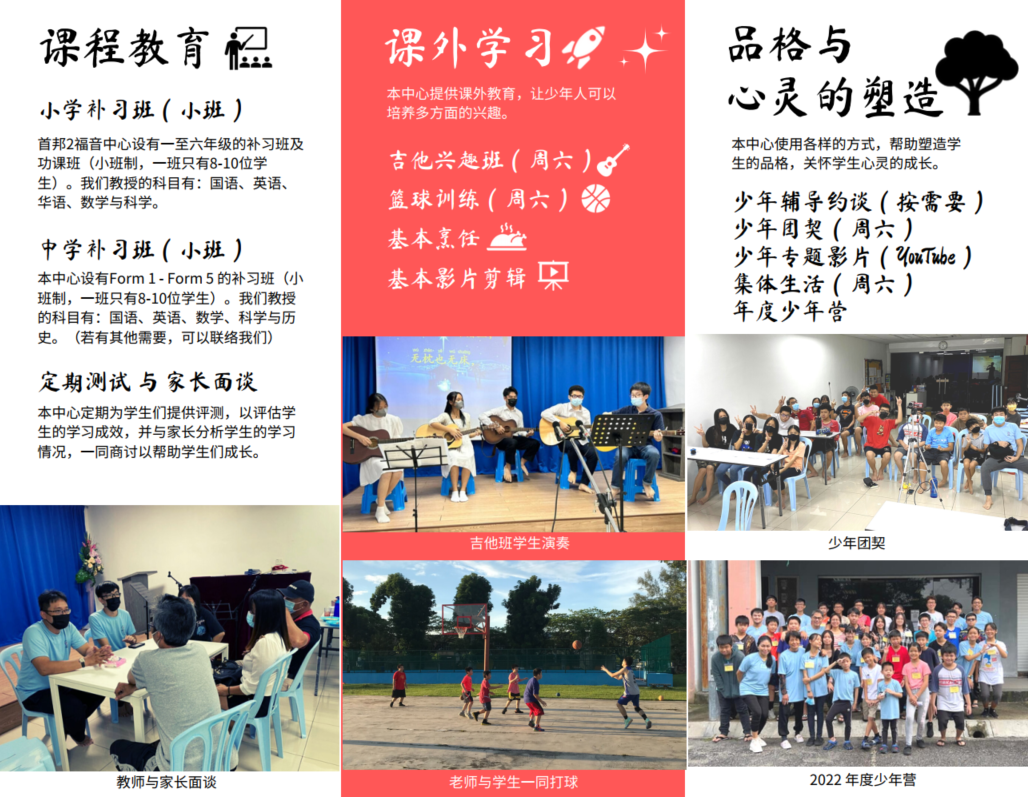 课程教育
小学补习班（小班）
首邦2福音中心设有一至六年级的补习班及
功课班（小班制，一班只有8-10位学
生）。我们教授的科目有：国语、英语、
华语、数学与科学。
中学补习班（小班）
本中心设有Form 1 - Form 5 的补习班（小
班制，一班只有8-10位学生）。我们教授
的科目有：国语、英语、数学、科学与历
史。（若有其他需要，可以联络我们）
定期测试 与 家长面谈
本中心定期为学生们提供评测，以评估学
生的学习成效，并与家长分析学生的学习
情况，一同商讨以帮助学生们成长。
教师与家长面谈
课外学习
本中心提供课外教育，让少年人可以
培养多方面的兴趣。
吉他兴趣班（周六）
篮球训练（周六）
基本烹饪
基本影片剪辑
无枕也无床，
吉他班学生演奏
老师与学生一同打球
品格与
心灵的塑造
本中心使用各样的方式，帮助塑造学
生的品格，关怀学生心灵的成长。
少年辅导约谈（按需要）
少年团契（周六）
少年专题影片（YouTube）
集体生活（周六）
年度少年营
少年团契
2022 年度少年营